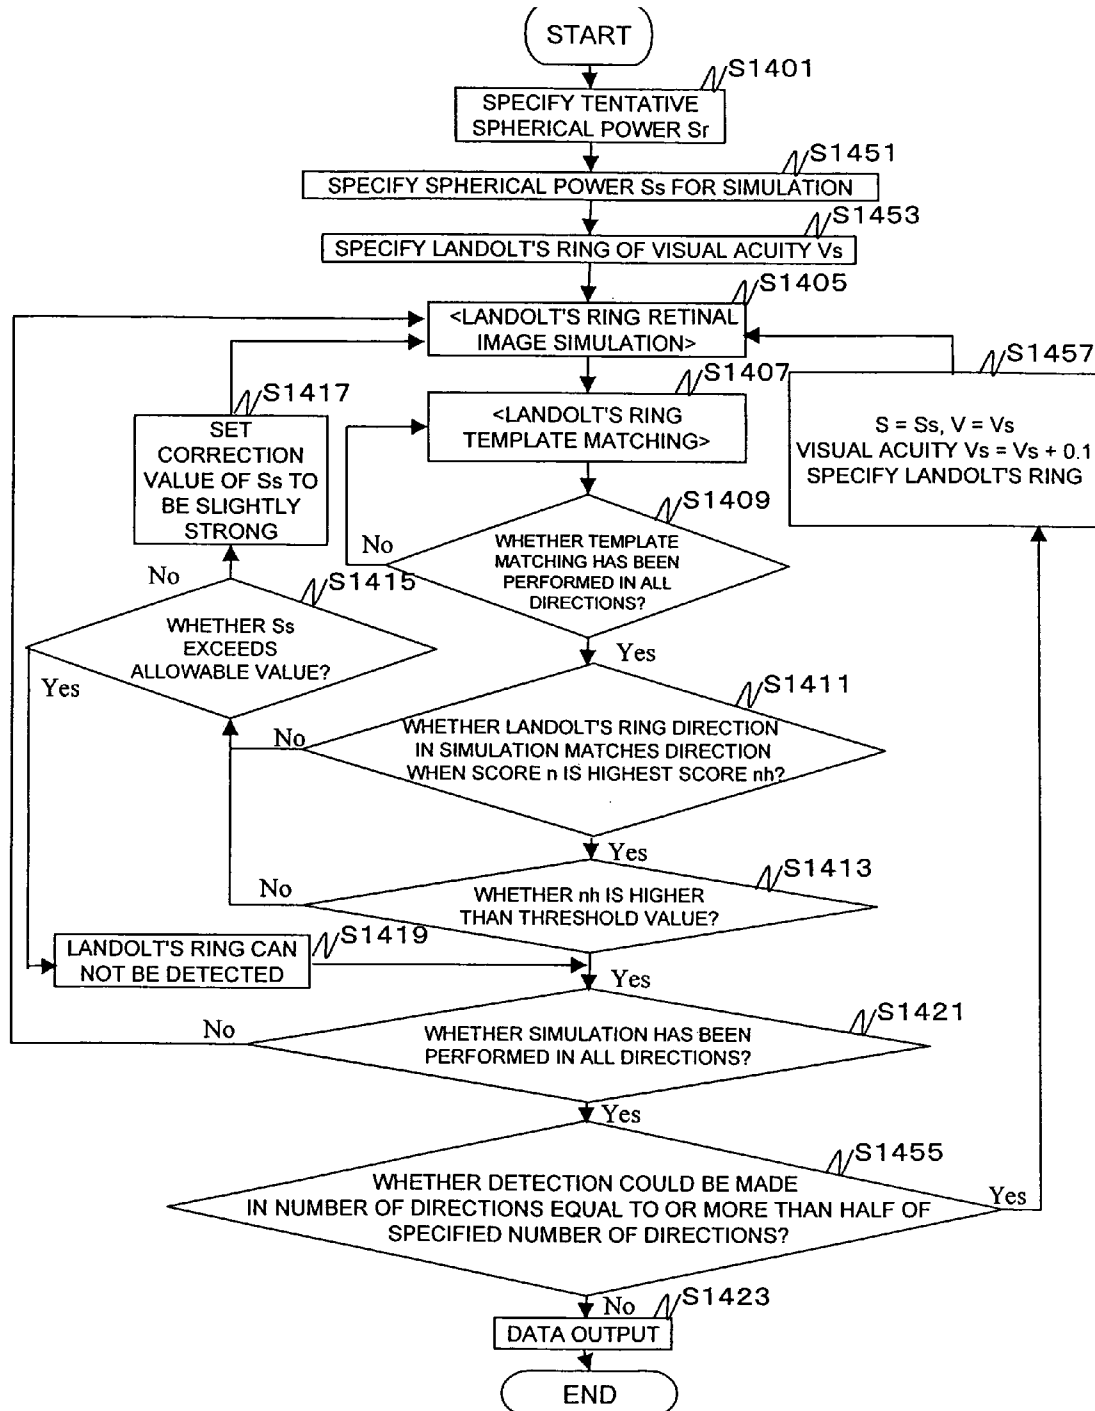 START
S1401
SPECIFY TENTATIVE
SPHERICAL POWER Sr
S1451
SPECIFY SPHERICAL POWER Ss FOR SIMULATION
S1453
SPECIFY LANDOLT'S RING OF VISUAL ACUITY Vs
S1405
<LANDOLT'S RING RETINAL
IMAGE SIMULATION>
S1457
S = Ss, V = Vs
VISUAL ACUITY Vs = Vs + 0.1
SPECIFY LANDOLT'S RING
S1407
<LANDOLT'S RING
TEMPLATE MATCHING>
S1417
SET
CORRECTION
VALUE OF Ss TO
BE SLIGHTLY
STRONG
S1409
No
WHETHER TEMPLATE
MATCHING HAS BEEN
PERFORMED IN ALL
DIRECTIONS?
Yes
No
S1415
WHETHER Ss
EXCEEDS
ALLOWABLE VALUE?
Yes
S1411
No
WHETHER LANDOLT'S RING DIRECTION
IN SIMULATION MATCHES DIRECTION
WHEN SCORE n IS HIGHEST SCORE nh?
Yes
S1413
No
WHETHER nh IS HIGHER
THAN THRESHOLD VALUE?
Yes
S1419
LANDOLT'S RING CAN
NOT BE DETECTED
S1421
No
WHETHER SIMULATION HAS BEEN
PERFORMED IN ALL DIRECTIONS?
Yes
S1455
WHETHER DETECTION COULD BE MADE
IN NUMBER OF DIRECTIONS EQUAL TO OR MORE THAN HALF OF
SPECIFIED NUMBER OF DIRECTIONS?
Yes
No
S1423
DATA OUTPUT
END